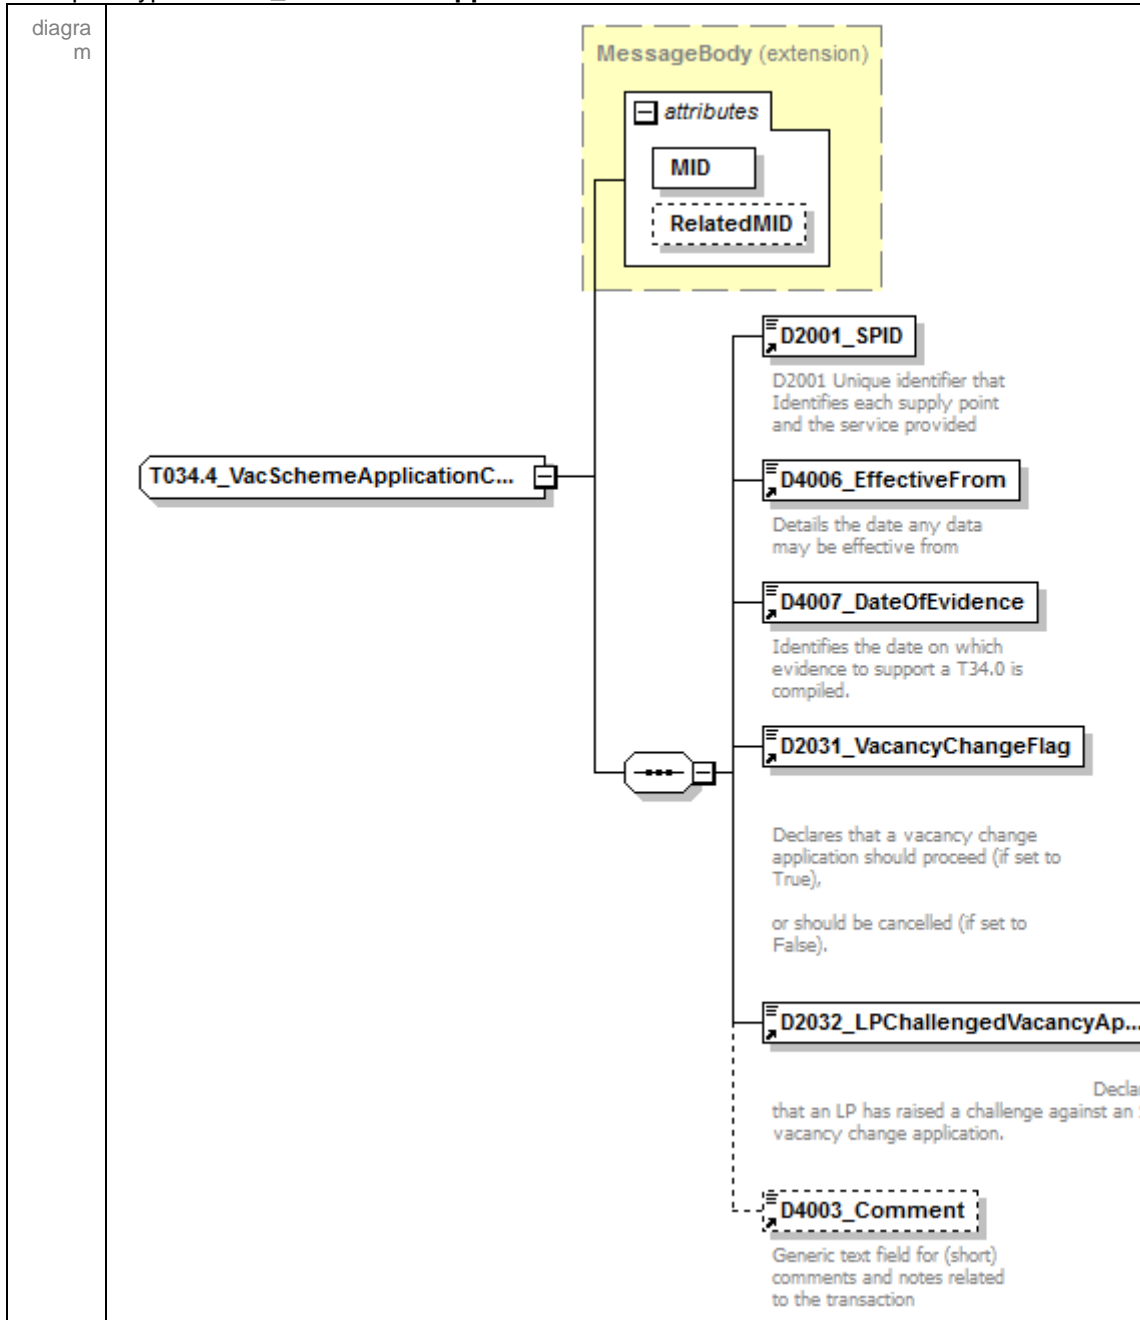 diagra
m
MessageBody (extension)
attributes
MID
RelatedMID
D2001_SPID
D2001 Unique identifier that
Identifies each supply point
and the service provided
T034.4_VacSchemeApplicationC...
D4006_EffectiveFrom
Details the date any data
may be effective from
D4007_DateOfEvidence
Identifies the date on which
evidence to support a T34.0 is
compiled.
D2031_VacancyChangeFlag
Declares that a vacancy change
application should proceed (if set to
True),
or should be cancelled (if set to
False).
D2032_LPChallengedVacancyAp...
that an LP has raised a challenge against an
vacancy change application.
D4003_Comment
Generic text field for (short)
comments and notes related
to the transaction